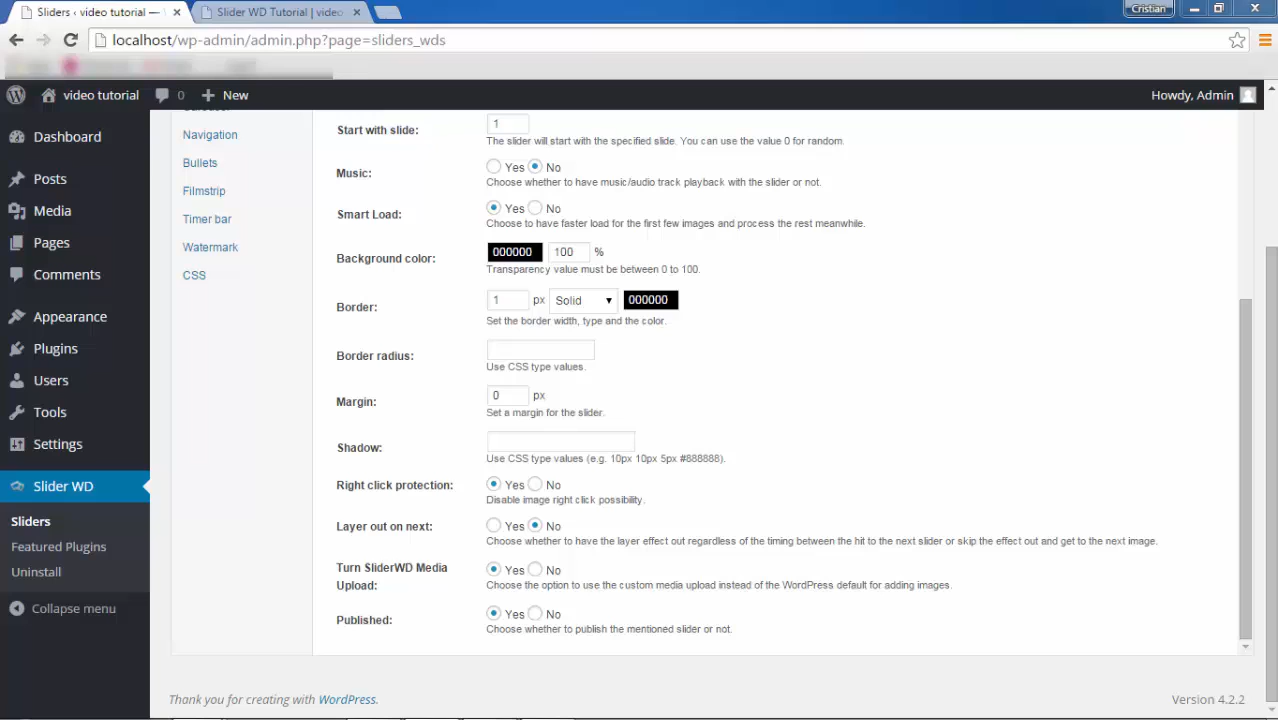 Sliders ‹ video tutorial —
Slider WD Tutorial | video
Cristian
localhost/wp-admin/admin.php?page=sliders_wds
video tutorial
0
New
Howdy, Admin
Dashboard
Posts
Media
Pages
Comments
Appearance
Plugins
Users
Tools
Settings
Slider WD
Sliders
Featured Plugins
Uninstall
Collapse menu
Navigation
Bullets
Filmstrip
Timer bar
Watermark
CSS
Start with slide: 1
The slider will start with the specified slide. You can use the value 0 for random.
Music: Yes No
Choose whether to have music/audio track playback with the slider or not.
Smart Load: Yes No
Choose to have faster load for the first few images and process the rest meanwhile.
Background color: 000000 100 %
Transparency value must be between 0 to 100.
Border: 1 px Solid 000000
Set the border width, type and the color.
Border radius:
Use CSS type values.
Margin: 0 px
Set a margin for the slider.
Shadow:
Use CSS type values (e.g. 10px 10px 5px #888888).
Right click protection: Yes No
Disable image right click possibility.
Layer out on next: Yes No
Choose whether to have the layer effect out regardless of the timing between the hit to the next slider or skip the effect out and get to the next image.
Turn SliderWD Media
Upload: Yes No
Choose the option to use the custom media upload instead of the WordPress default for adding images.
Published: Yes No
Choose whether to publish the mentioned slider or not.
Thank you for creating with WordPress.
Version 4.2.2